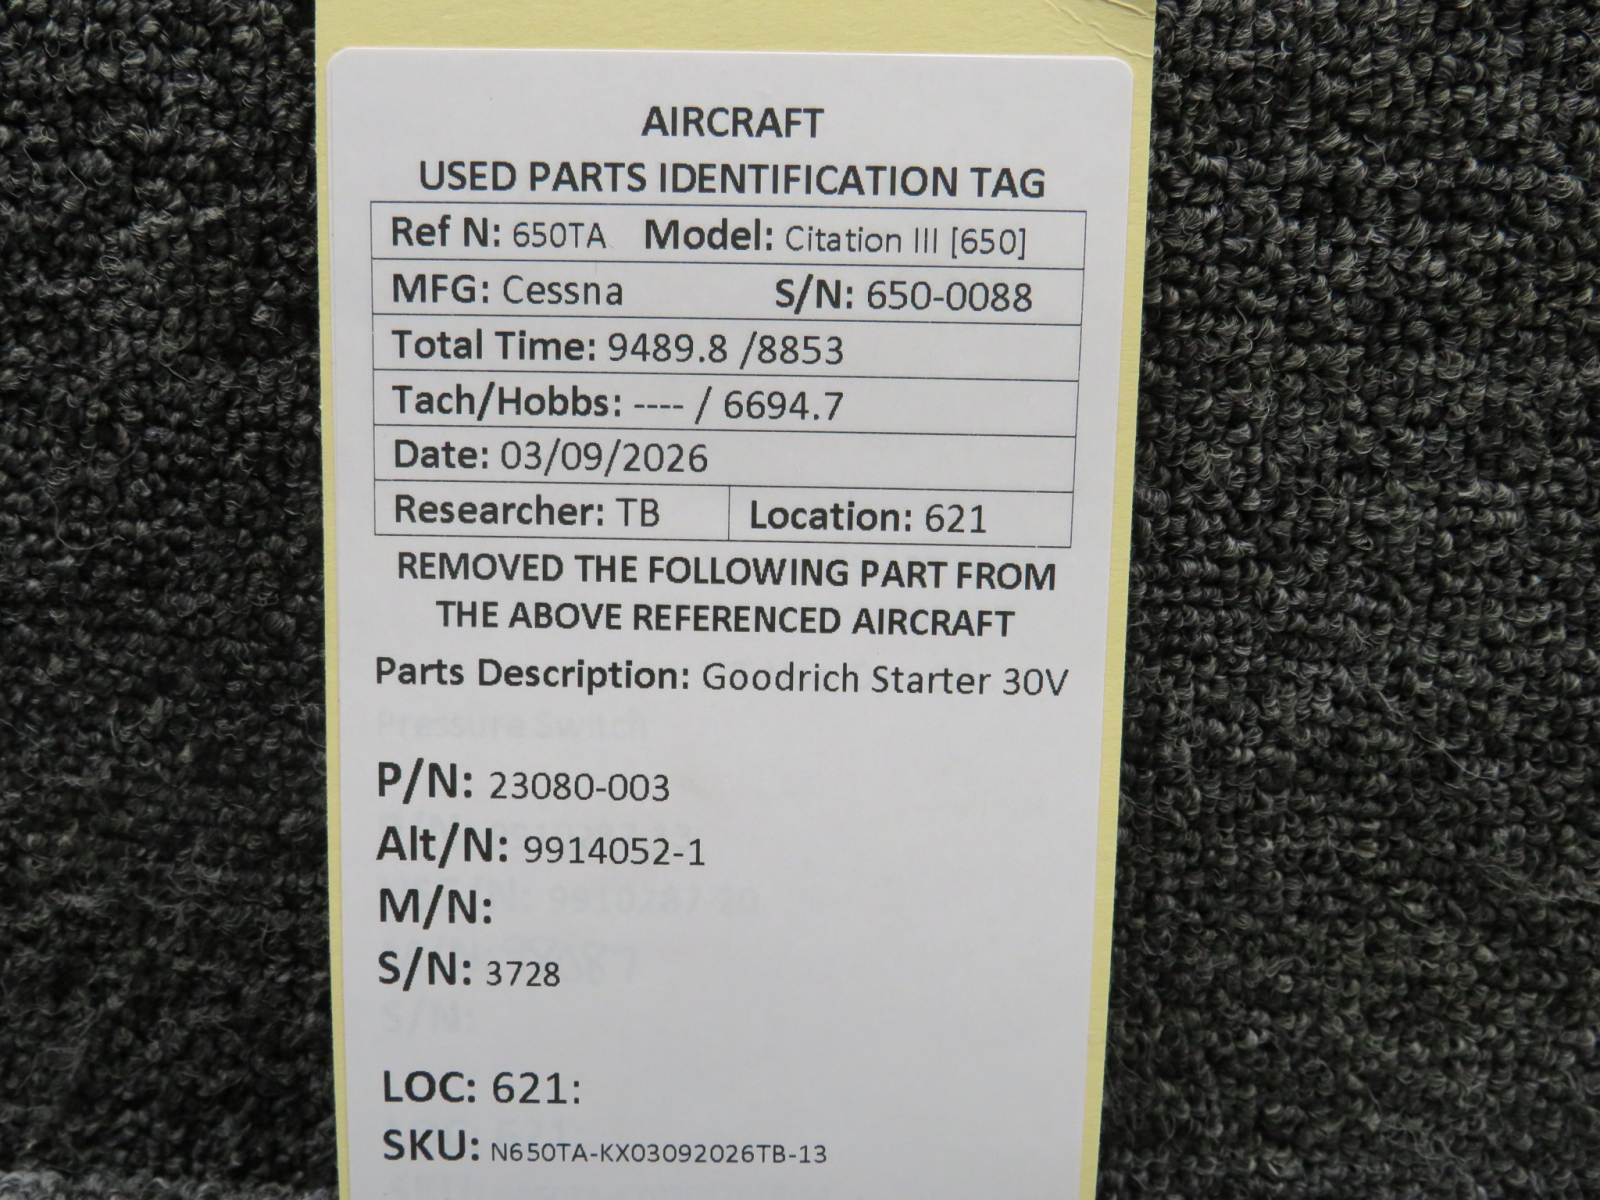 AIRCRAFT
USED PARTS IDENTIFICATION TAG
Ref N: 650TA Model: Citation III [650]
MFG: Cessna S/N: 650-0088
Total Time: 9489.8 /8853
Tach/Hobbs: ---- / 6694.7
Date: 03/09/2026
Researcher: TB Location: 621
REMOVED THE FOLLOWING PART FROM
THE ABOVE REFERENCED AIRCRAFT
Parts Description: Goodrich Starter 30V
Pressure Switch
P/N: 23080-003
Alt/N: 9914052-1
M/N:
S/N: 3728
S/N:
LOC: 621:
SKU: N650TA-KX03092026TB-13